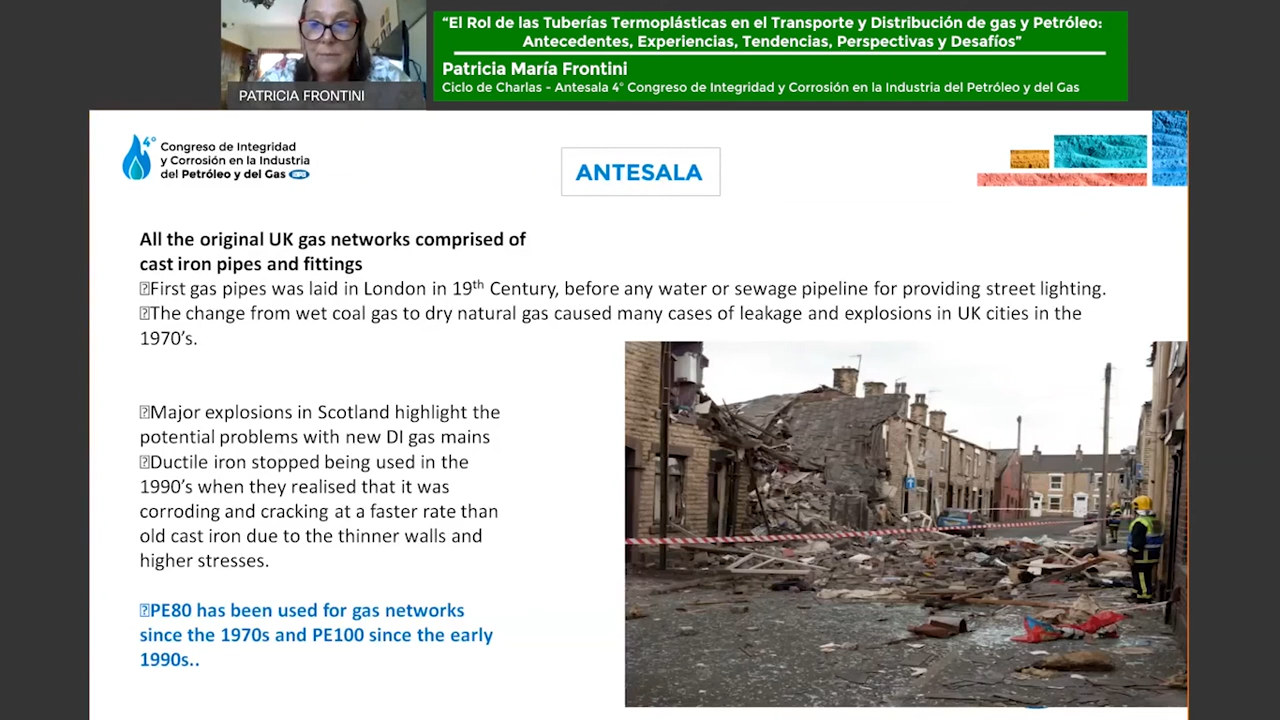 “El Rol de las Tuberías Termoplásticas en el Transporte y Distribución de gas y Petróleo:
Antecedentes, Experiencias, Tendencias, Perspectivas y Desafíos”
Patricia María Frontini
Ciclo de Charlas - Antesala 4° Congreso de Integridad y Corrosión en la Industria del Petróleo y del Gas
PATRICIA FRONTINI
4°
Congreso de Integridad
y Corrosión en la Industria
del Petróleo y del Gas
ANTESALA
All the original UK gas networks comprised of
cast iron pipes and fittings
First gas pipes was laid in London in 19th Century, before any water or sewage pipeline for providing street lighting.
The change from wet coal gas to dry natural gas caused many cases of leakage and explosions in UK cities in the
1970’s.
Major explosions in Scotland highlight the
potential problems with new DI gas mains
Ductile iron stopped being used in the
1990’s when they realised that it was
corroding and cracking at a faster rate than
old cast iron due to the thinner walls and
higher stresses.
PE80 has been used for gas networks
since the 1970s and PE100 since the early
1990s..